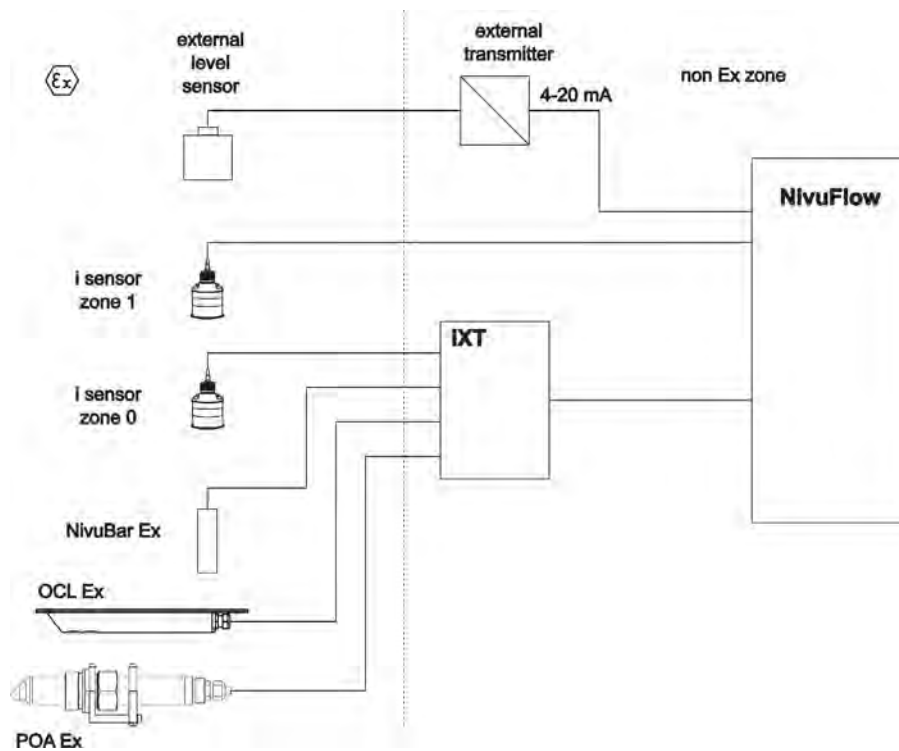 external
level
sensor
external
transmitter
non Ex zone
εx
4-20 mA
NivuFlow
i sensor
zone 1
iXT
i sensor
zone 0
NivuBar Ex
OCL Ex
POA Ex